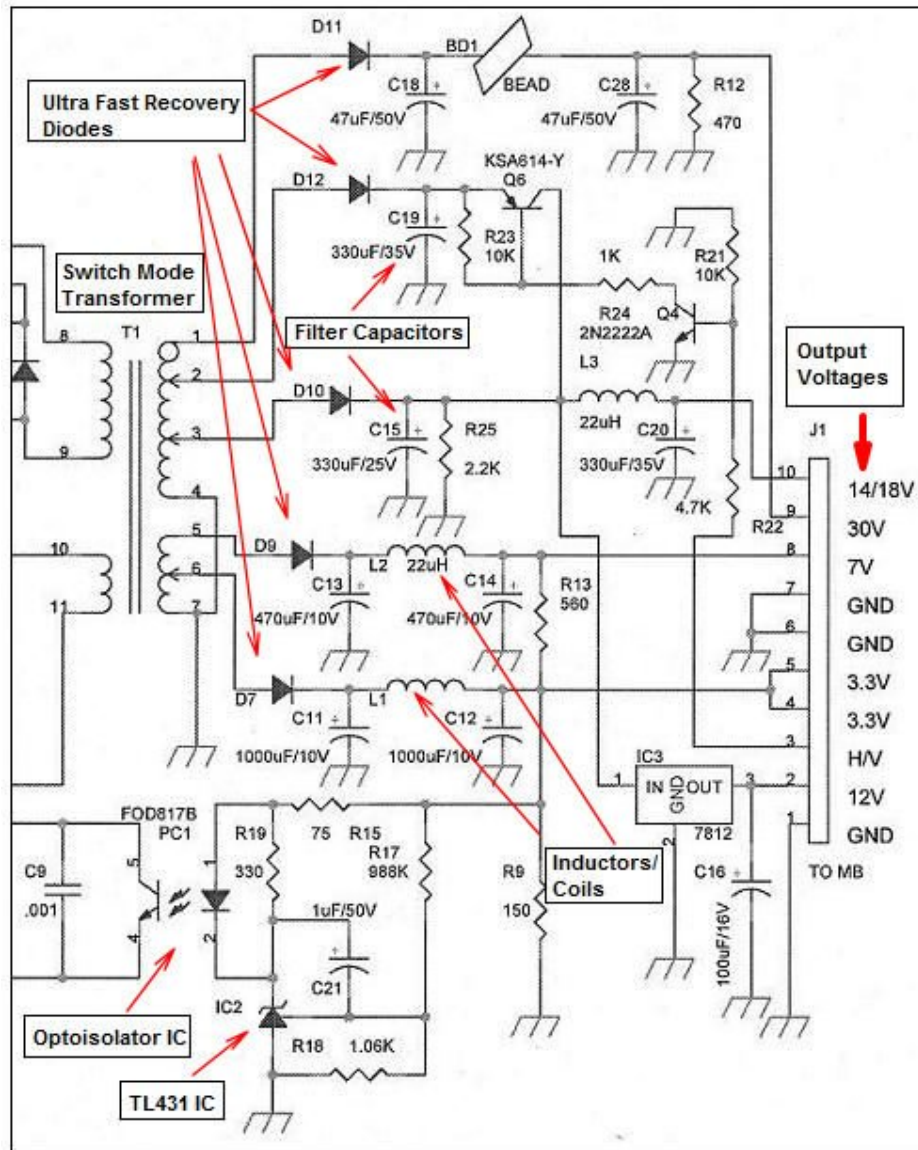 D11
BD1
BEAD
C18
+
47uF/50V
C28
+
47uF/50V
R12
470
Ultra Fast Recovery
Diodes
KSA614-Y
Q6
D12
C19
+
330uF/35V
R23
10K
1K
R24
R21
10K
Q4
2N2222A
Switch Mode
Transformer
T1
Filter Capacitors
8
9
10
11
1
2
3
4
5
6
7
D10
C15
+
330uF/25V
R25
2.2K
L3
22uH
C20
+
330uF/35V
4.7K
R22
Output
Voltages
J1
10
14/18V
9
30V
8
7V
7
GND
6
GND
5
3.3V
4
3.3V
3
H/V
2
12V
1
GND
TO MB
D9
L2
22uH
C13
+
470uF/10V
C14
+
470uF/10V
R13
560
D7
L1
C11
+
1000uF/10V
C12
+
1000uF/10V
IC3
1
IN
GND
OUT
3
2
7812
C16
+
100uF/16V
FOD817B
PC1
5
4
1
2
C9
.001
R19
330
75
R15
R17
988K
1uF/50V
+
C21
R9
150
Inductors/
Coils
IC2
R18
1.06K
Optoisolator IC
TL431 IC